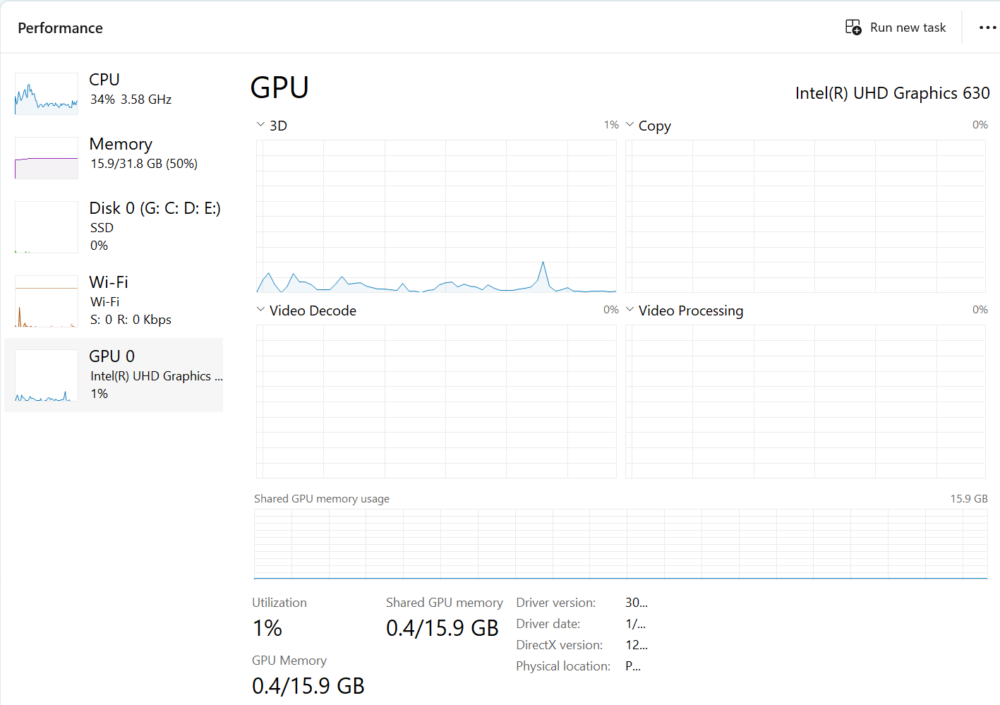 Performance
Run new task
CPU
34% 3.58 GHz
Memory
15.9/31.8 GB (50%)
Disk 0 (G: C: D: E:)
SSD
0%
Wi-Fi
Wi-Fi
S: 0 R: 0 Kbps
GPU 0
Intel(R) UHD Graphics ...
1%
GPU
Intel(R) UHD Graphics 630
3D 1%
Copy 0%
Video Decode 0%
Video Processing 0%
Shared GPU memory usage 15.9 GB
Utilization
1%
Shared GPU memory
0.4/15.9 GB
GPU Memory
0.4/15.9 GB
Driver version: 30...
Driver date: 1/...
DirectX version: 12...
Physical location: P...